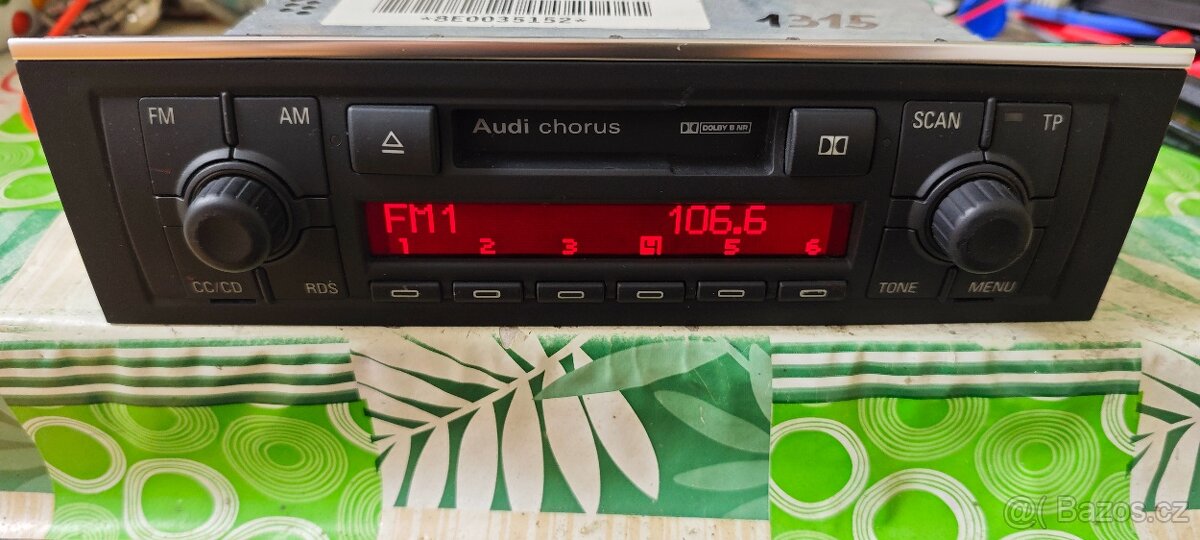 *8E0035152*
1315
FM
AM
Audi chorus
DOLBY B NR
SCAN
TP
FM1
106.6
1 2 3 4 5 6
CC/CD
RDS
TONE
MENU
@( Bazos.cz